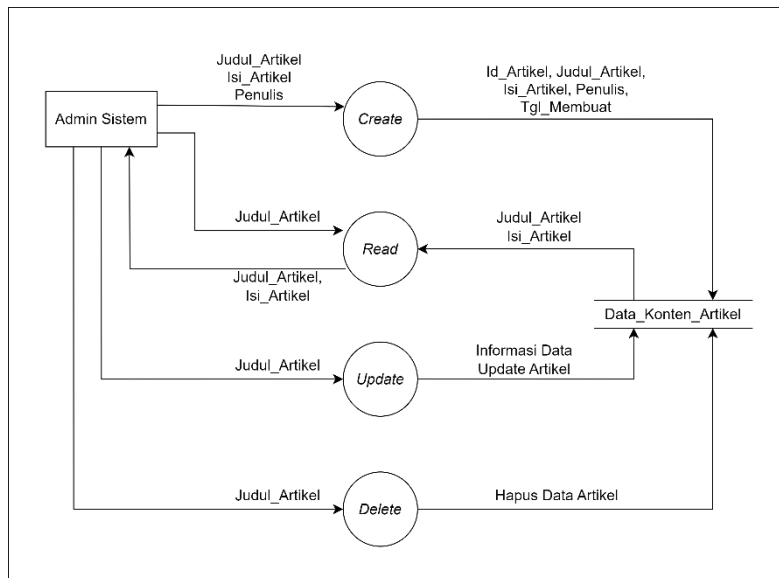 Judul_Artikel
Isi_Artikel
Penulis
Id_Artikel, Judul_Artikel,
Isi_Artikel, Penulis,
Tgl_Membuat
Admin Sistem
Create
Judul_Artikel
Read
Judul_Artikel
Isi_Artikel
Judul_Artikel,
Isi_Artikel
Data_Konten_Artikel
Judul_Artikel
Update
Informasi Data
Update Artikel
Judul_Artikel
Delete
Hapus Data Artikel